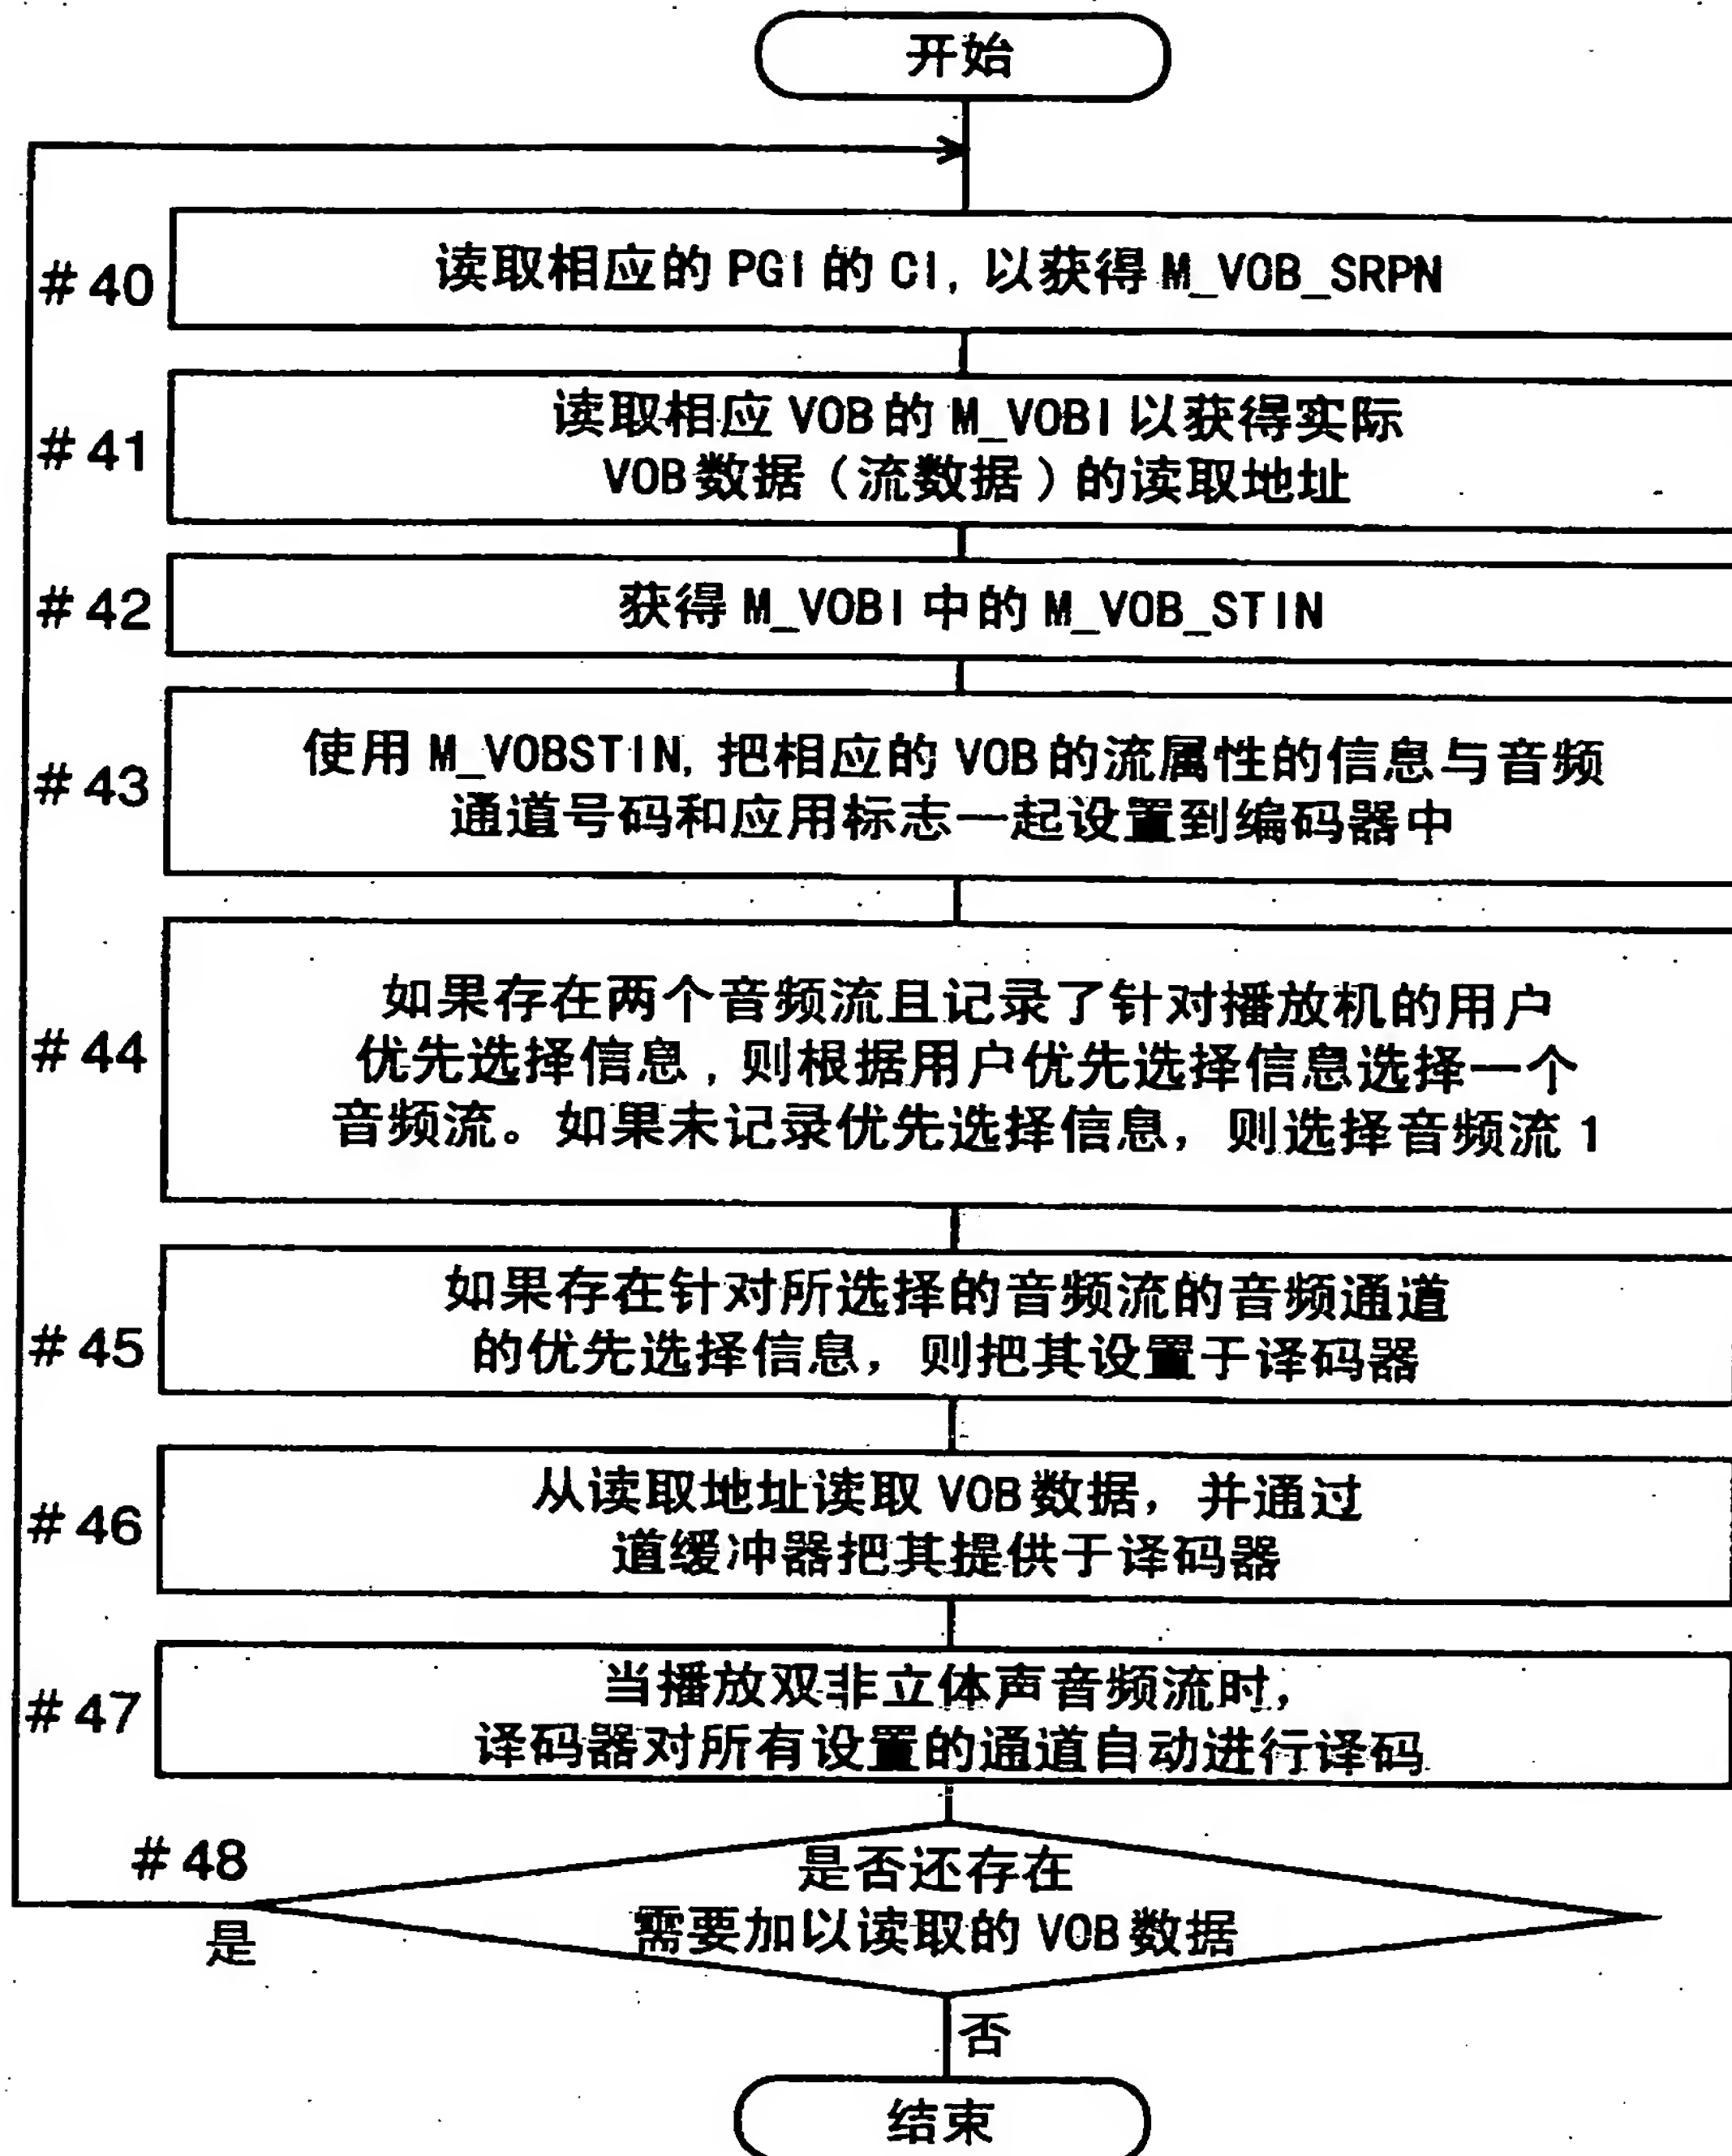 开始
#40
读取相应的 PGI 的 CI, 以获得 M_VOB_SRPN
#41
读取相应 VOB 的 M_VOBI 以获得实际
VOB 数据（流数据）的读取地址
#42
获得 M_VOBI 中的 M_VOB_STIN
#43
使用 M_VOBSTIN, 把相应的 VOB 的流属性的信息与音频
通道号码和应用标志一起设置到编码器中
#44
如果存在两个音频流且记录了针对播放机的用户
优先选择信息，则根据用户优先选择信息选择一个
音频流。如果未记录优先选择信息，则选择音频流 1
#45
如果存在针对所选择的音频流的音频通道
的优先选择信息，则把其设置于译码器
#46
从读取地址读取 VOB 数据，并通过
道缓冲器把其提供于译码器
#47
当播放双非立体声音频流时，
译码器对所有设置的通道自动进行译码
#48
是否还存在
需要加以读取的 VOB 数据
是
否
结束